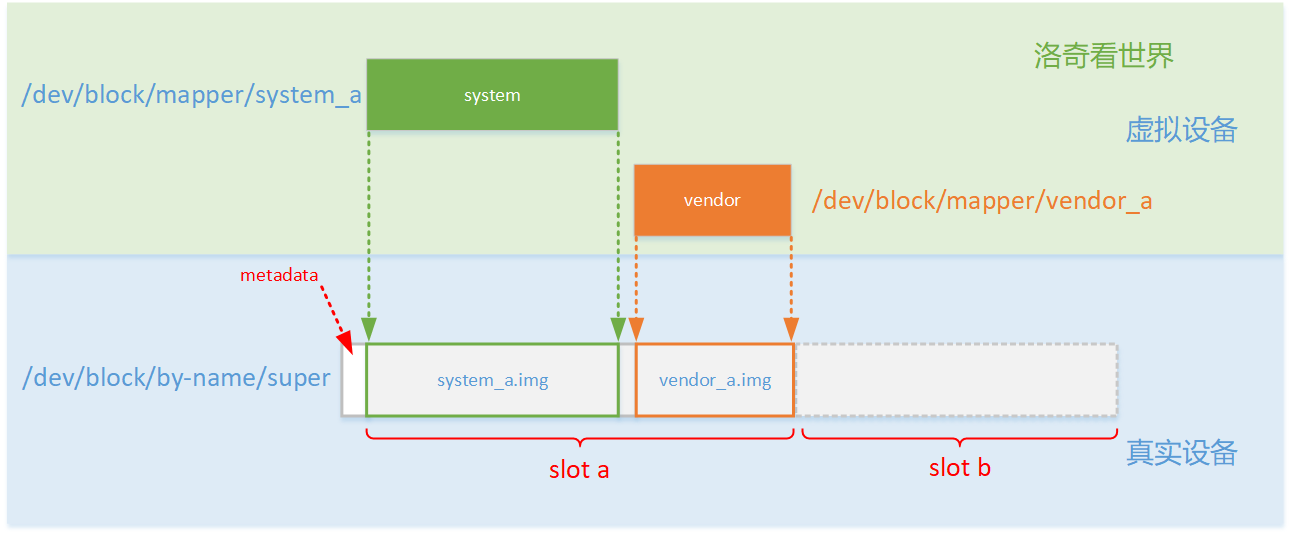 洛奇看世界
/dev/block/mapper/system_a
system
虚拟设备
vendor
/dev/block/mapper/vendor_a
metadata
/dev/block/by-name/super
system_a.img
vendor_a.img
slot a
slot b
真实设备